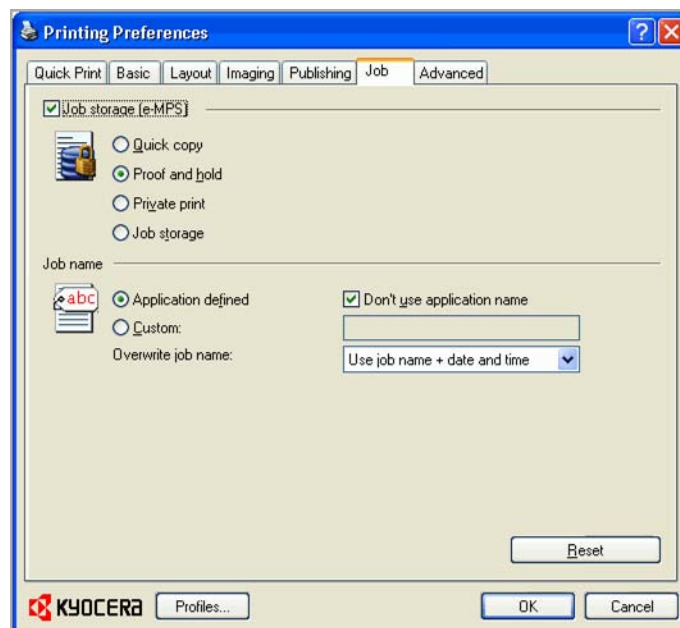 Printing Preferences
Quick Print Basic Layout Imaging Publishing Job Advanced
Job storage (e-MPS)
Quick copy
Proof and hold
Private print
Job storage
Job name
abc
Application defined
Don't use application name
Custom:
Overwrite job name:
Use job name + date and time
Reset
KYOCERA
Profiles...
OK
Cancel